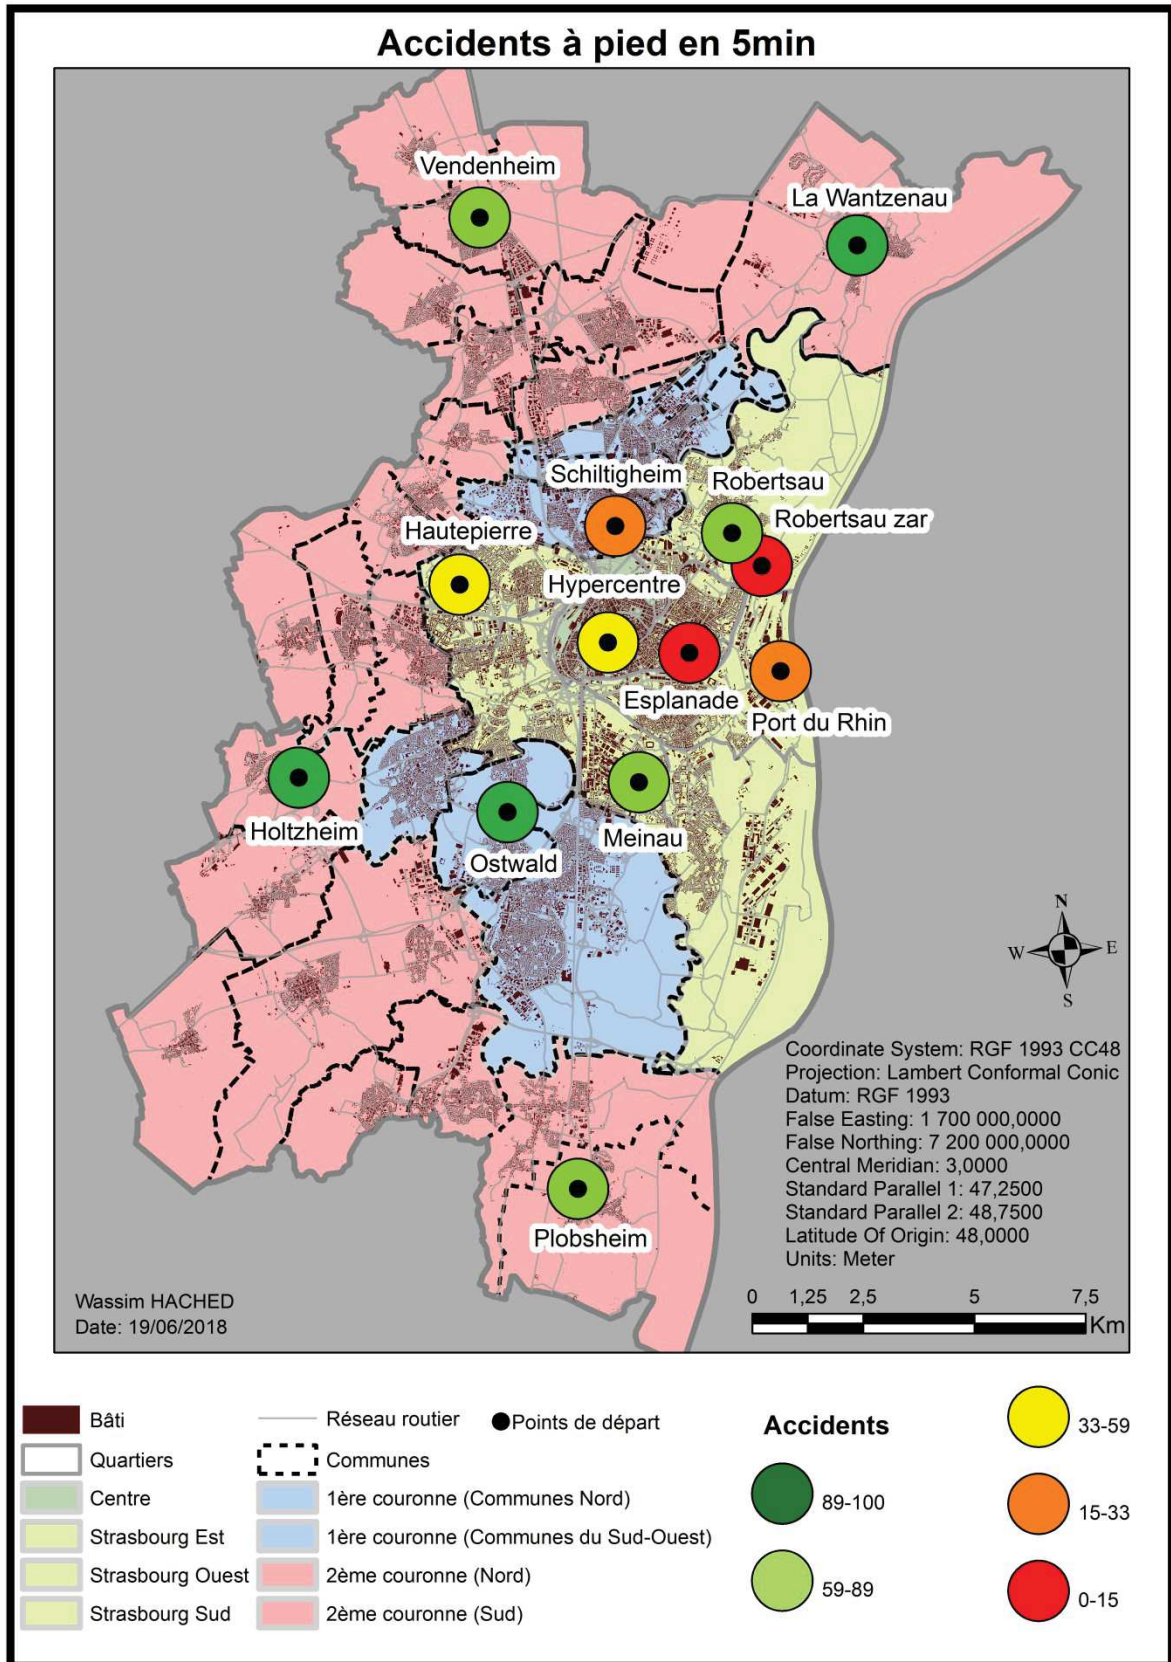 Accidents à pied en 5min
Vendenheim
La Wantzenau
Schiltigheim
Robertsau
Hautepierre
Robertsau zar
Hypercentre
Esplanade
Port du Rhin
Holtzheim
Meinau
Ostwald
Plobsheim
N
W
E
S
Coordinate System: RGF 1993 CC48
Projection: Lambert Conformal Conic
Datum: RGF 1993
False Easting: 1 700 000,0000
False Northing: 7 200 000,0000
Central Meridian: 3,0000
Standard Parallel 1: 47,2500
Standard Parallel 2: 48,7500
Latitude Of Origin: 48,0000
Units: Meter
0 1,25 2,5 5 7,5
Km
Wassim HACHED
Date: 19/06/2018
Bâti
Quartiers
Centre
Strasbourg Est
Strasbourg Ouest
Strasbourg Sud
Réseau routier
Points de départ
Communes
1ère couronne (Communes Nord)
1ère couronne (Communes du Sud-Ouest)
2ème couronne (Nord)
2ème couronne (Sud)
Accidents
89-100
59-89
33-59
15-33
0-15